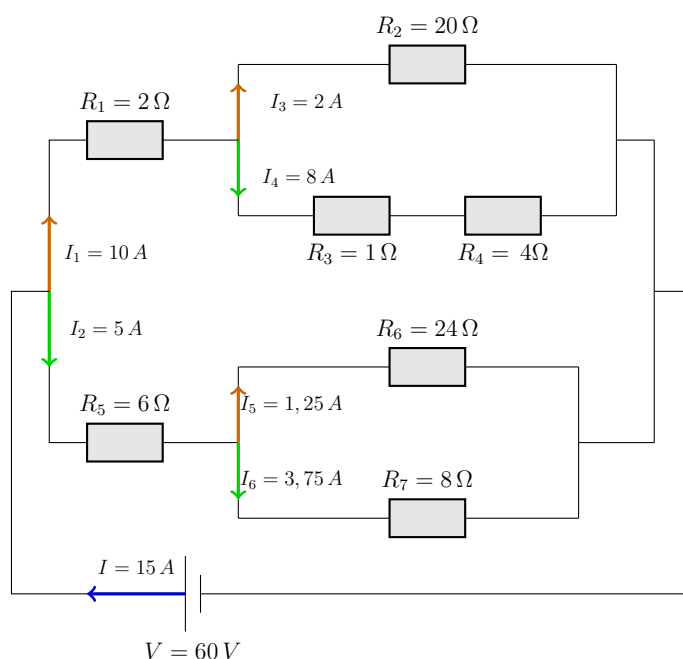 R₂ = 20 Ω
R₁ = 2 Ω
I₃ = 2 A
I₄ = 8 A
I₁ = 10 A
R₃ = 1 Ω
R₄ = 4Ω
I₂ = 5 A
R₆ = 24 Ω
R₅ = 6 Ω
I₅ = 1, 25 A
I₆ = 3, 75 A
R₇ = 8 Ω
I = 15 A
V = 60 V